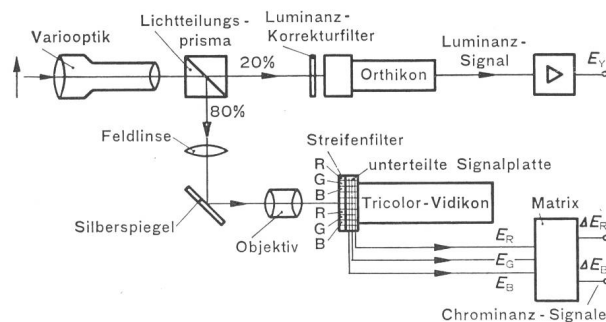 Lichtteilungs-
prisma
Variooptik
Luminanz-
Korrekturfilter
20%
Orthikon
Luminanz-
Signal
E_Y
80%
Feldlinse
Silberspiegel
Objektiv
Streifenfilter
unterteilte Signalplatte
R
G
B
R
G
B
Tricolor-Vidikon
Matrix
E_R
E_G
E_B
ΔE_R
ΔE_B
Chrominanz-Signale